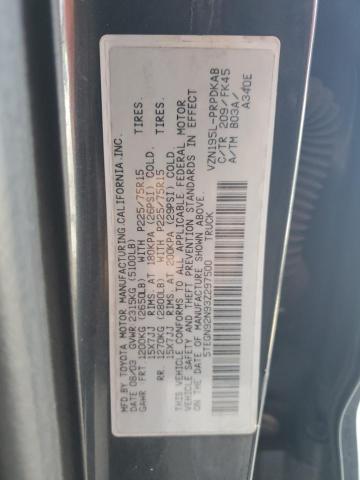 MFD BY TOYOTA MOTOR MANUFACTURING, CALIFORNIA, INC.
DATE 08/03 GVWR 2315KG (5100LB)
GAWR FRT 1200KG (2650LB) WITH P225/75R15 TIRES.
15X7JJ RIMS AT 180KPA (26PSI) COLD.
RR. 1270KG (2800LB) WITH P225/75R15 TIRES.
15X7JJ RIMS AT 200KPA (29PSI) COLD.
THIS VEHICLE CONFORMS TO ALL APPLICABLE FEDERAL MOTOR
VEHICLE SAFETY AND THEFT PREVENTION STANDARDS IN EFFECT
ON THE DATE OF MANUFACTURE SHOWN ABOVE.
5TEGN92N93Z297500 TRUCK
VZN195L-PRPDKAB
C/TR 209/FK45
A/TM B03A/
A340E